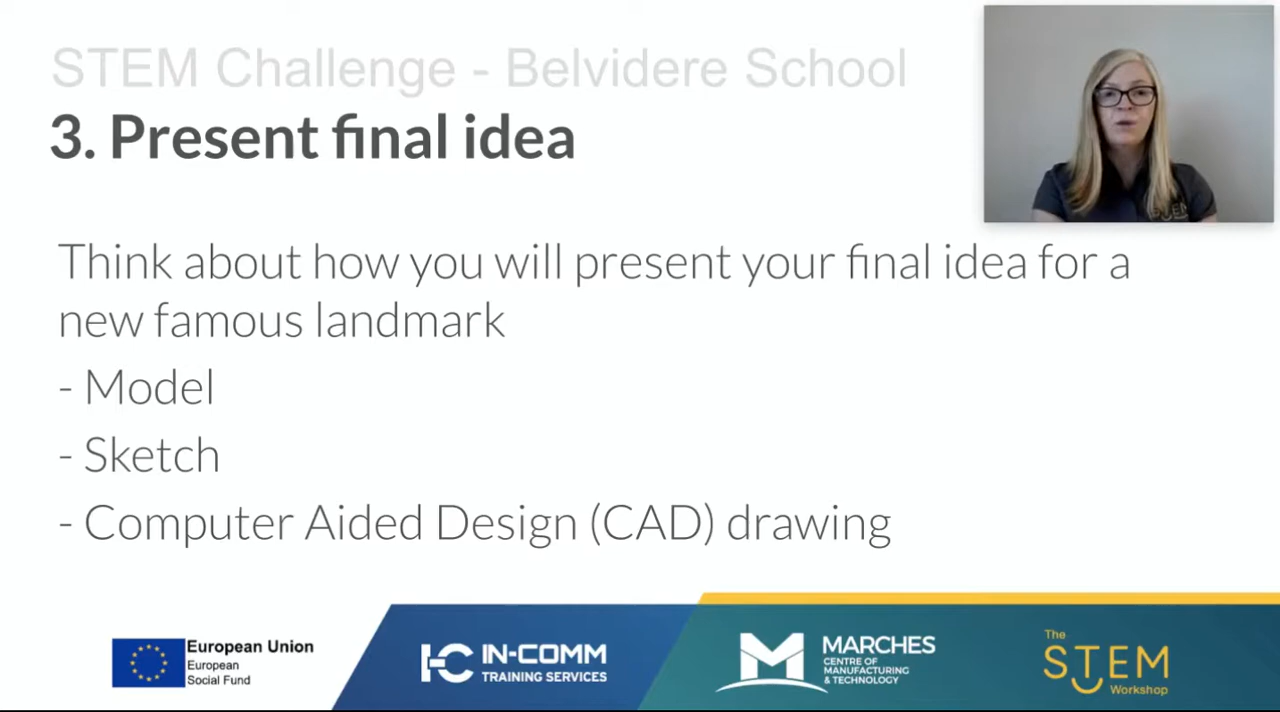 STEM Challenge - Belvidere School
3. Present final idea
Think about how you will present your final idea for a
new famous landmark
- Model
- Sketch
- Computer Aided Design (CAD) drawing
STEM
European Union
European
Social Fund
IN-COMM
TRAINING SERVICES
MARCHES
CENTRE OF
MANUFACTURING
& TECHNOLOGY
The
STEM
Workshop